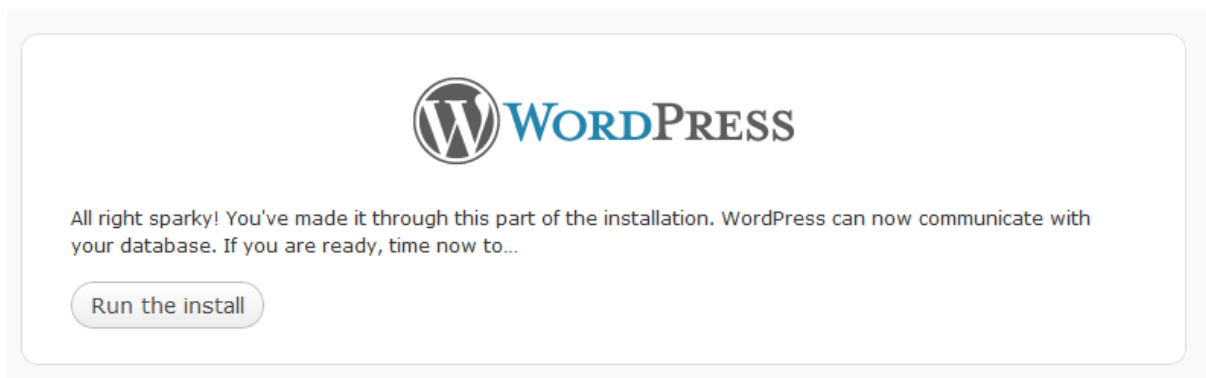 WORDPRESS
All right sparky! You've made it through this part of the installation. WordPress can now communicate with
your database. If you are ready, time now to…
Run the install